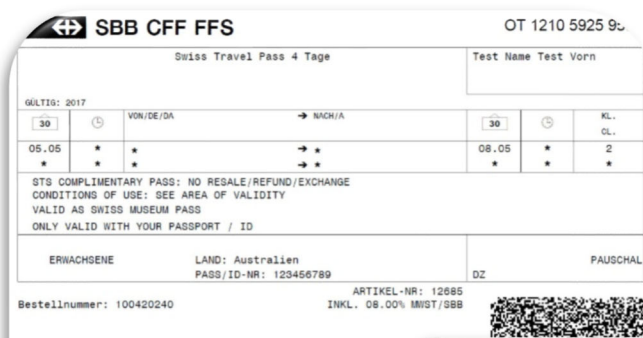 SBB CFF FFS
OT 1210 5925
Swiss Travel Pass 4 Tage
Test Name Test Vorn
GÜLTIG: 2017
30 VON/DE/DA → NACH/A 30 KL.
CL.
05.05 * * → * 08.05 * 2
* * * → * * * *
STS COMPLIMENTARY PASS: NO RESALE/REFUND/EXCHANGE
CONDITIONS OF USE: SEE AREA OF VALIDITY
VALID AS SWISS MUSEUM PASS
ONLY VALID WITH YOUR PASSPORT / ID
ERWACHSENE LAND: Australien PAUSCHAL
PASS/ID-NR: 123456789 DZ
ARTIKEL-NR: 12685
Bestellnummer: 100420240 INKL. 08.00% MWST/SBB